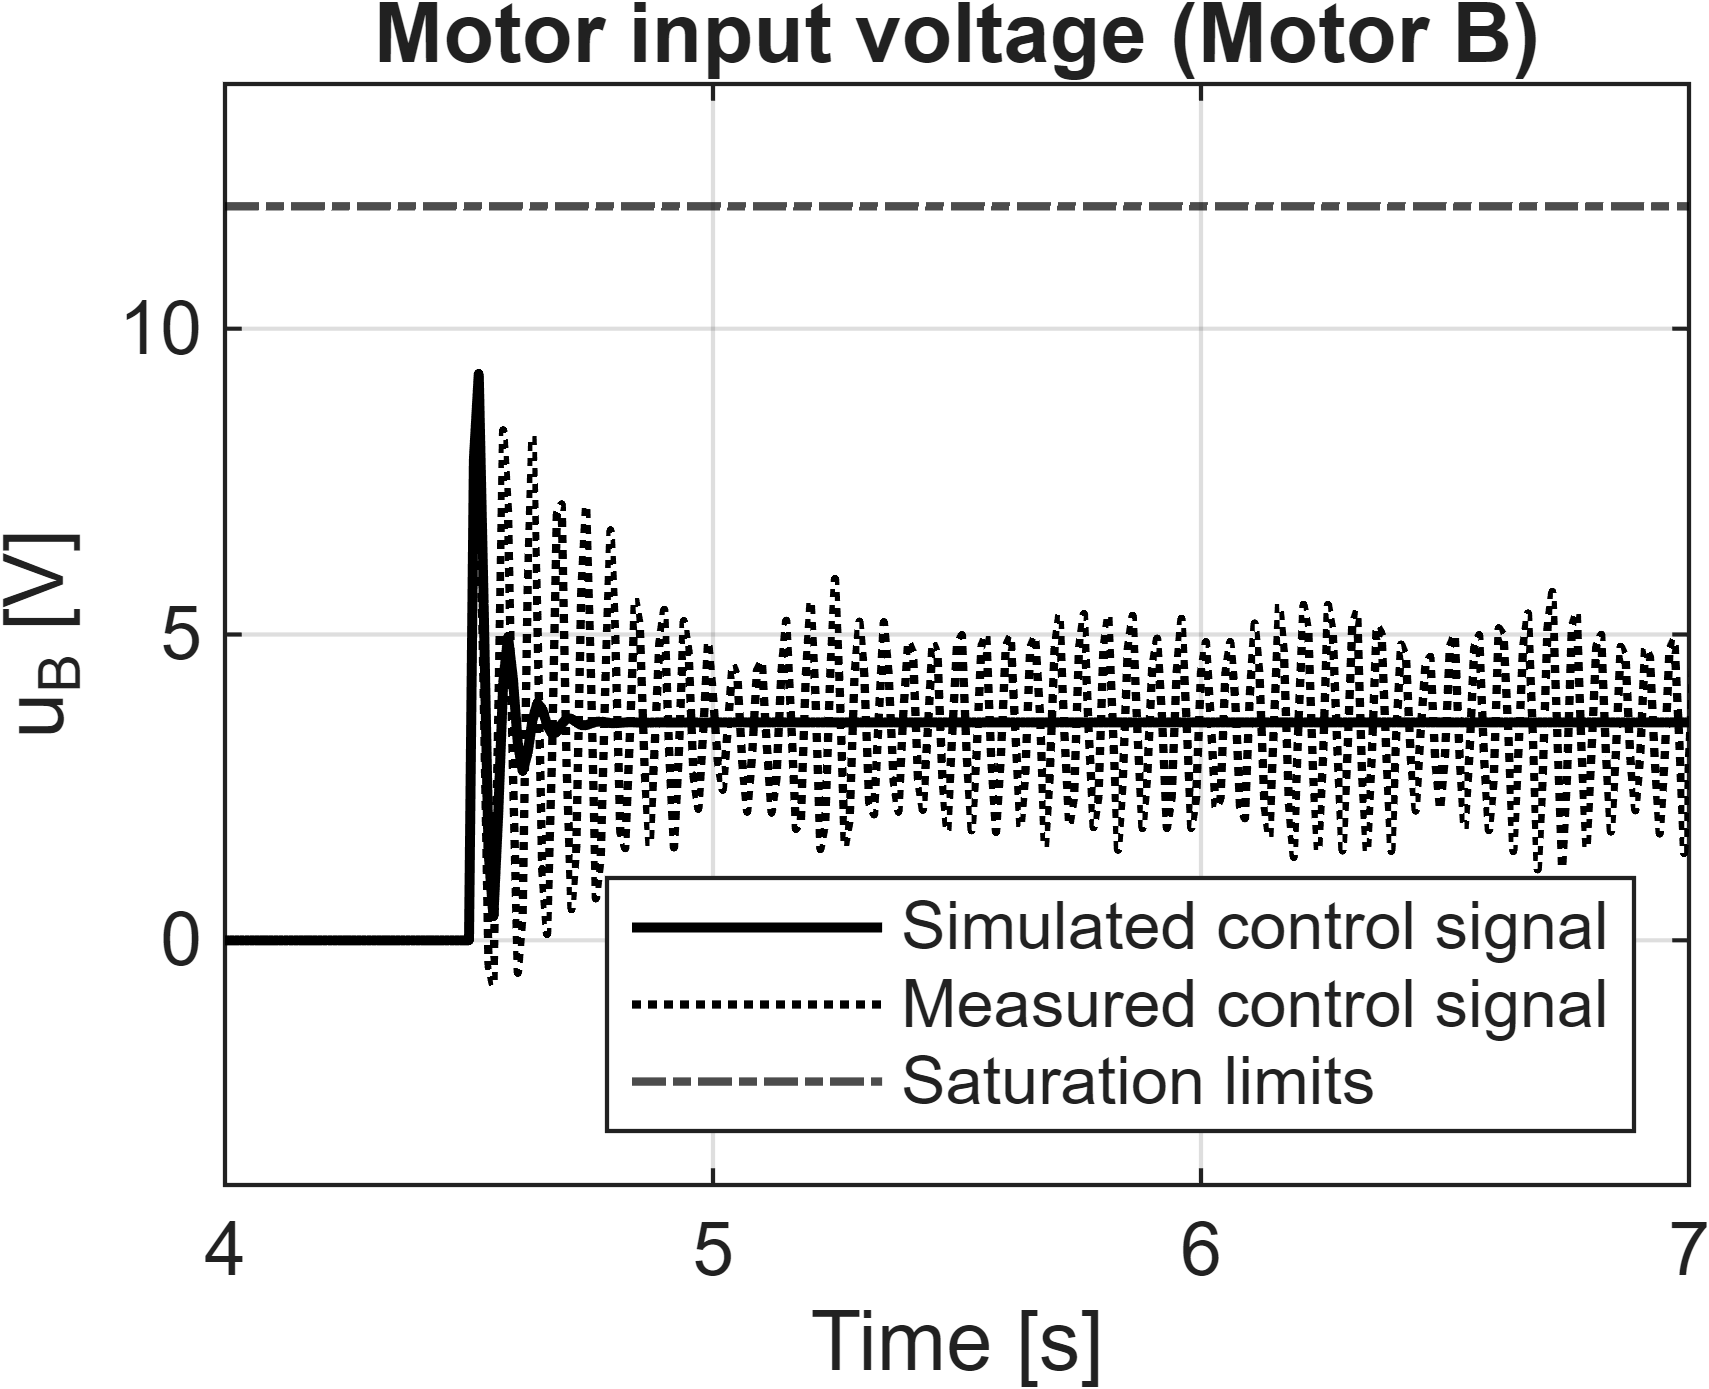 Motor input voltage (Motor B)
10
5
0
u_B [V]
Simulated control signal
Measured control signal
Saturation limits
4 5 6 7
Time [s]